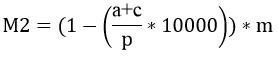 M2 = (1 − ((a+c)/p * 10000)) * m